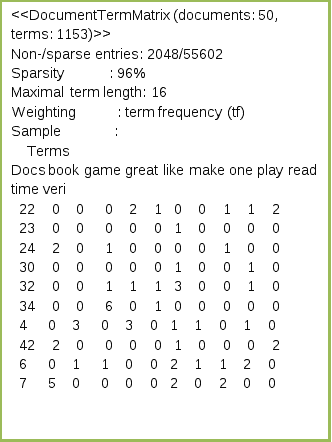 <<DocumentTermMatrix (documents: 50,
terms: 1153)>>
Non-/sparse entries: 2048/55602
Sparsity : 96%
Maximal term length: 16
Weighting : term frequency (tf)
Sample :
Terms
Docs book game great like make one play read
time veri
22 0 0 0 2 1 0 0 1 1 2
23 0 0 0 0 0 1 0 0 0 0
24 2 0 1 0 0 0 0 1 0 0
30 0 0 0 0 0 1 0 0 1 0
32 0 0 1 1 1 3 0 0 1 0
34 0 0 6 0 1 0 0 0 0 0
4 0 3 0 3 0 1 1 0 1 0
42 2 0 0 0 0 1 0 0 0 2
6 0 1 1 0 0 2 1 1 2 0
7 5 0 0 0 0 2 0 2 0 0